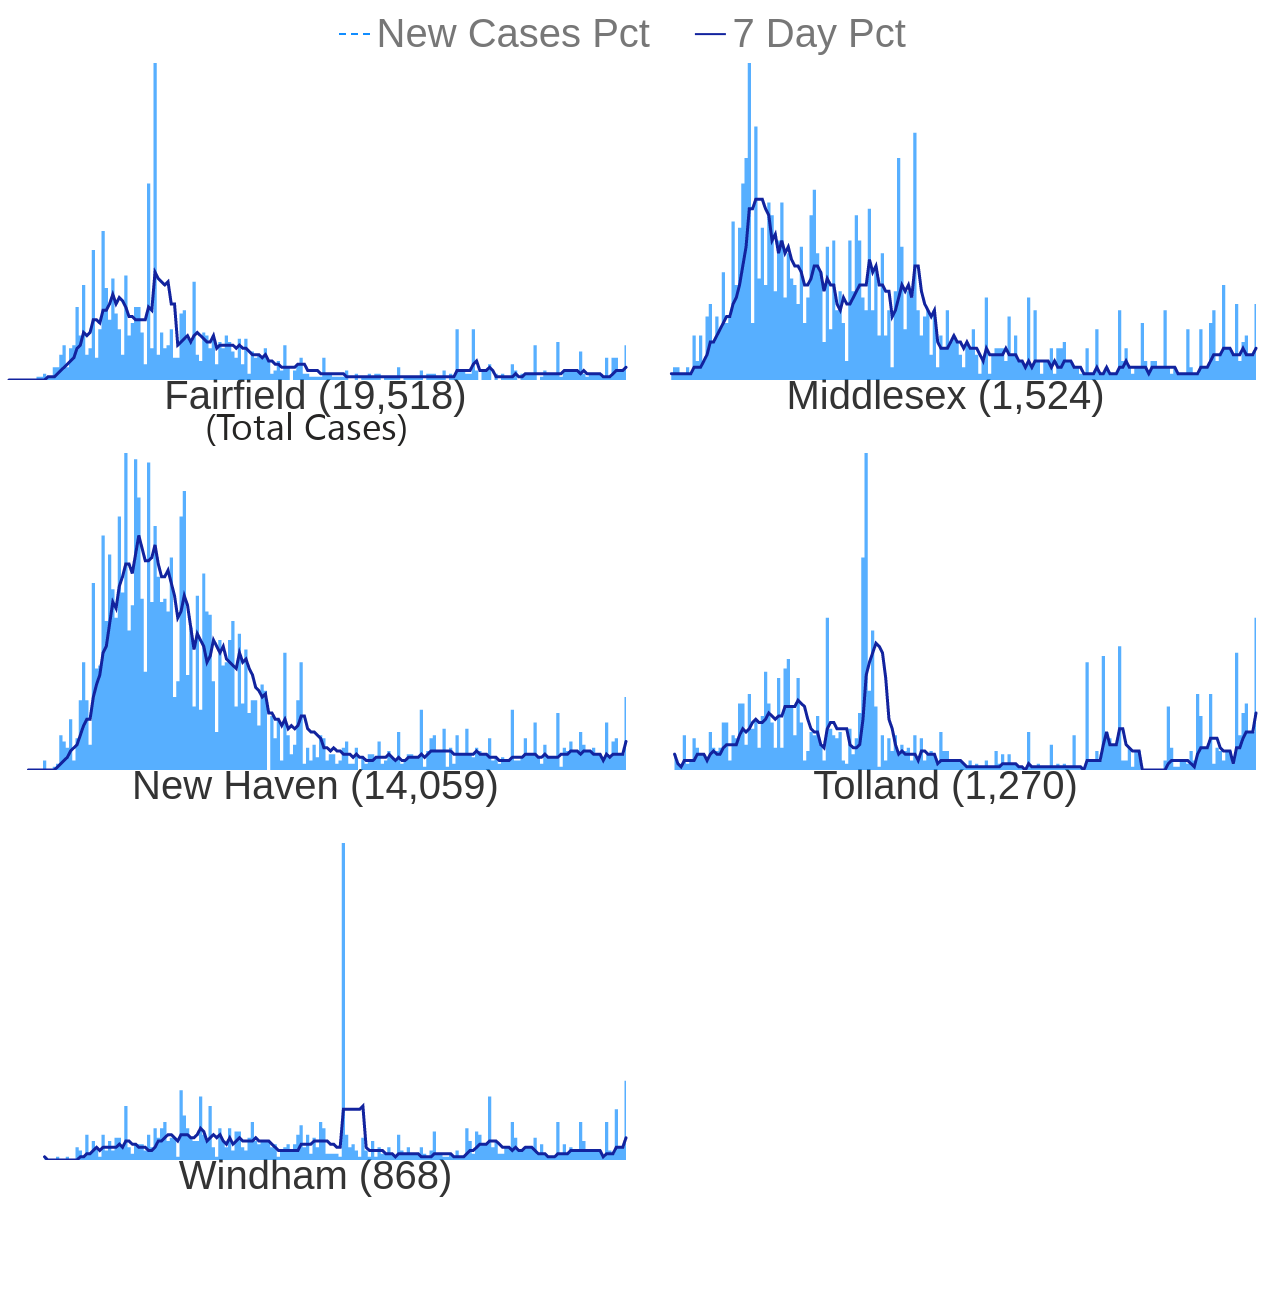 New Cases Pct 7 Day Pct
Fairfield (19,518)
(Total Cases)
Middlesex (1,524)
New Haven (14,059)
Tolland (1,270)
Windham (868)